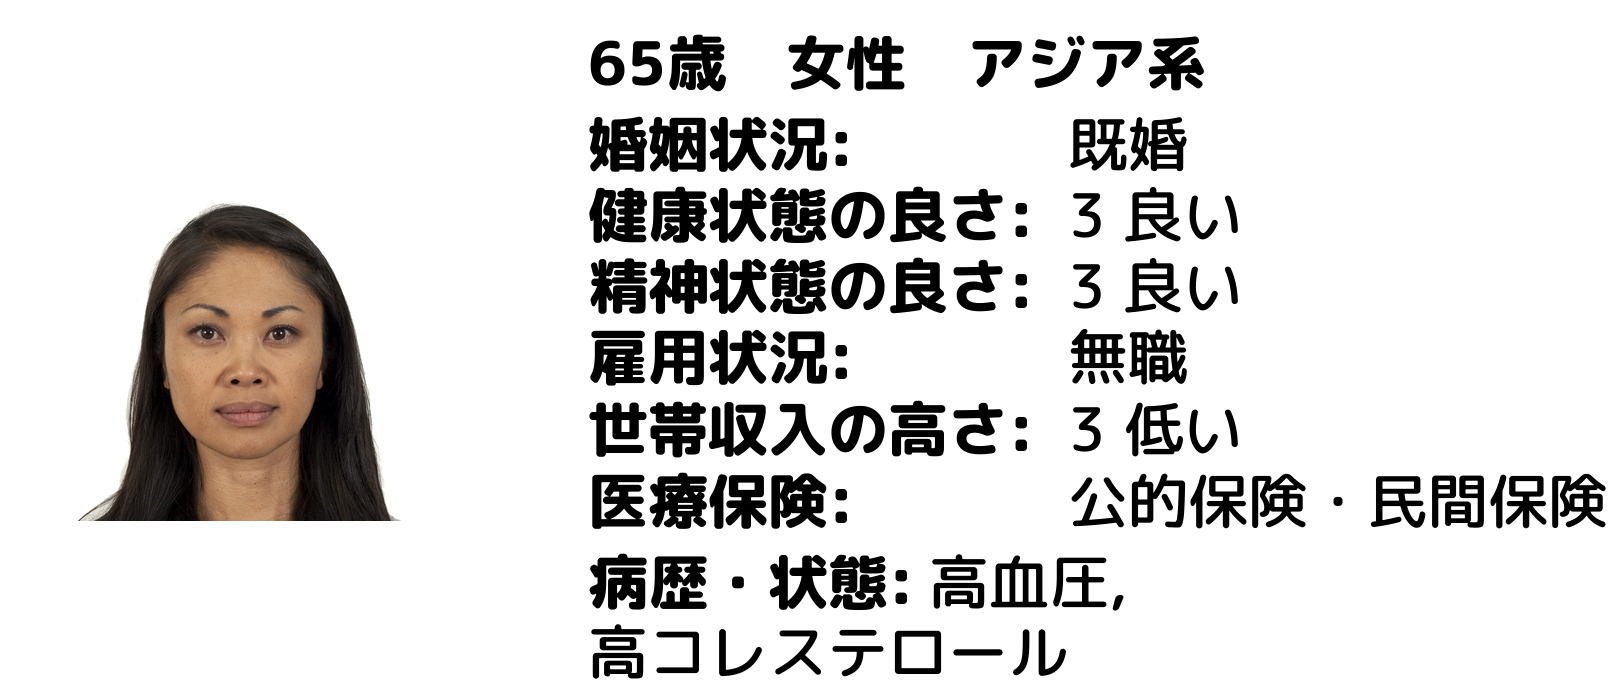 65歳　女性　アジア系
婚姻状況: 既婚
健康状態の良さ: 3 良い
精神状態の良さ: 3 良い
雇用状況: 無職
世帯収入の高さ: 3 低い
医療保険: 公的保険・民間保険
病歴・状態: 高血圧,
高コレステロール